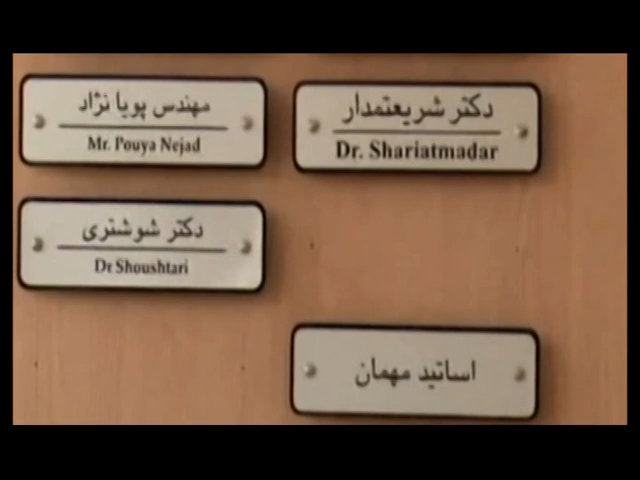 مهندس پویا نژاد
Mr. Pouya Nejad
دکتر شریعتمدار
Dr. Shariatmadar
دکتر شوشتری
Dr Shoushtari
اساتید مهمان